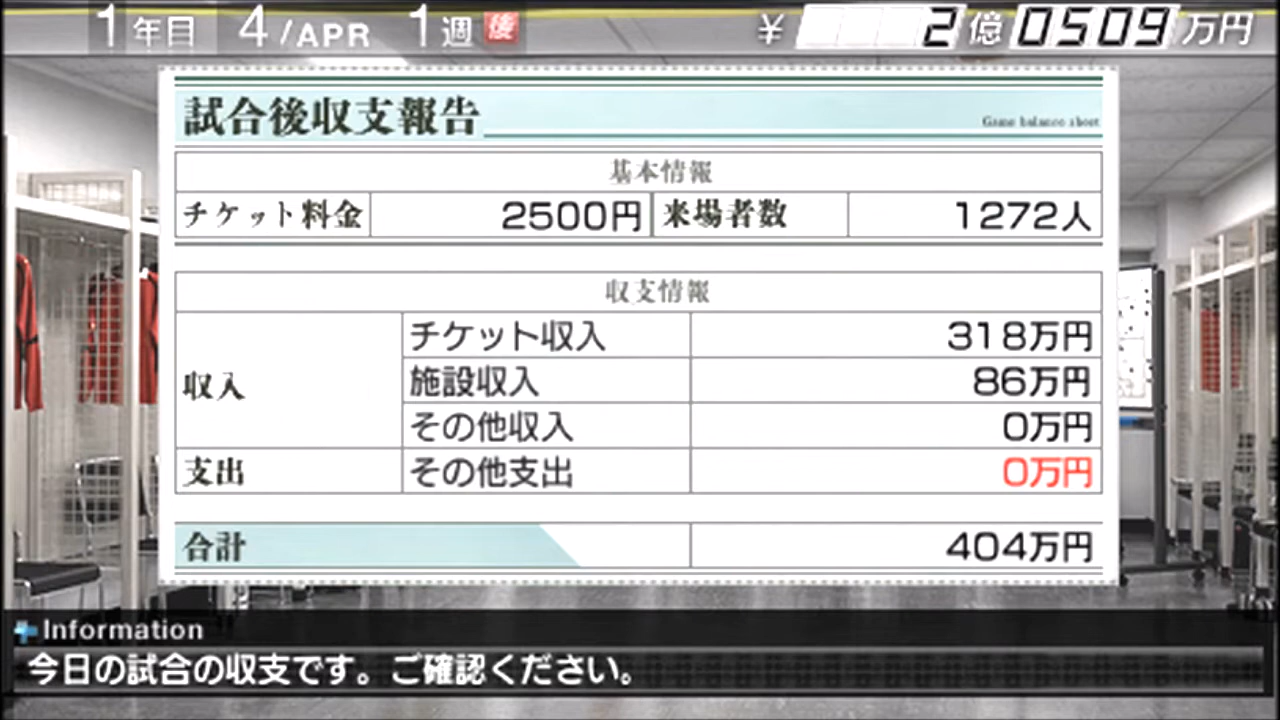 1年目 4/APR 1週 後 ¥ 2億0509万円
試合後収支報告
Game balance sheet
基本情報
チケット料金 2500円 来場者数 1272人
収支情報
収入 チケット収入 318万円
施設収入 86万円
その他収入 0万円
支出 その他支出 0万円
合計 404万円
Information
今日の試合の収支です。ご確認ください。